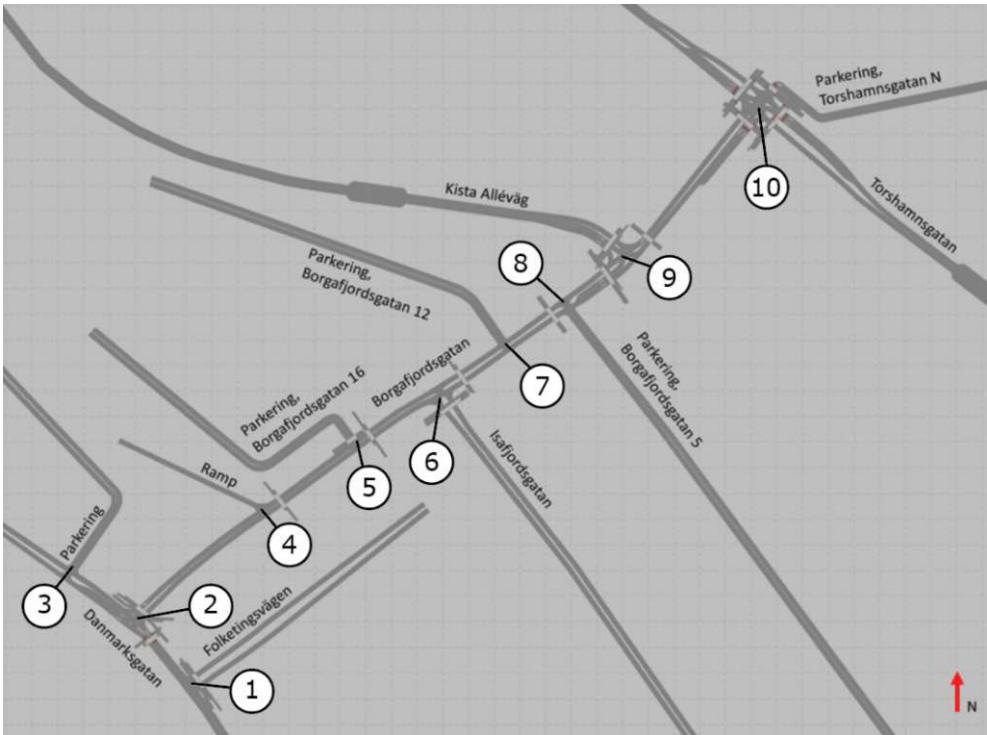 Parkering,
Torshamnsgatan N
10
Kista Alléväg
Torshamnsgatan
8
9
Parkering,
Borgafjordsgatan 12
7
Parkering,
Borgafjordsgatan S
Borgafjordsgatan
Parkering,
Borgafjordsgatan 16
6
Isafjordsgatan
5
Ramp
4
Parkering
3
2
Folketingsvägen
Danmarksgatan
1
N